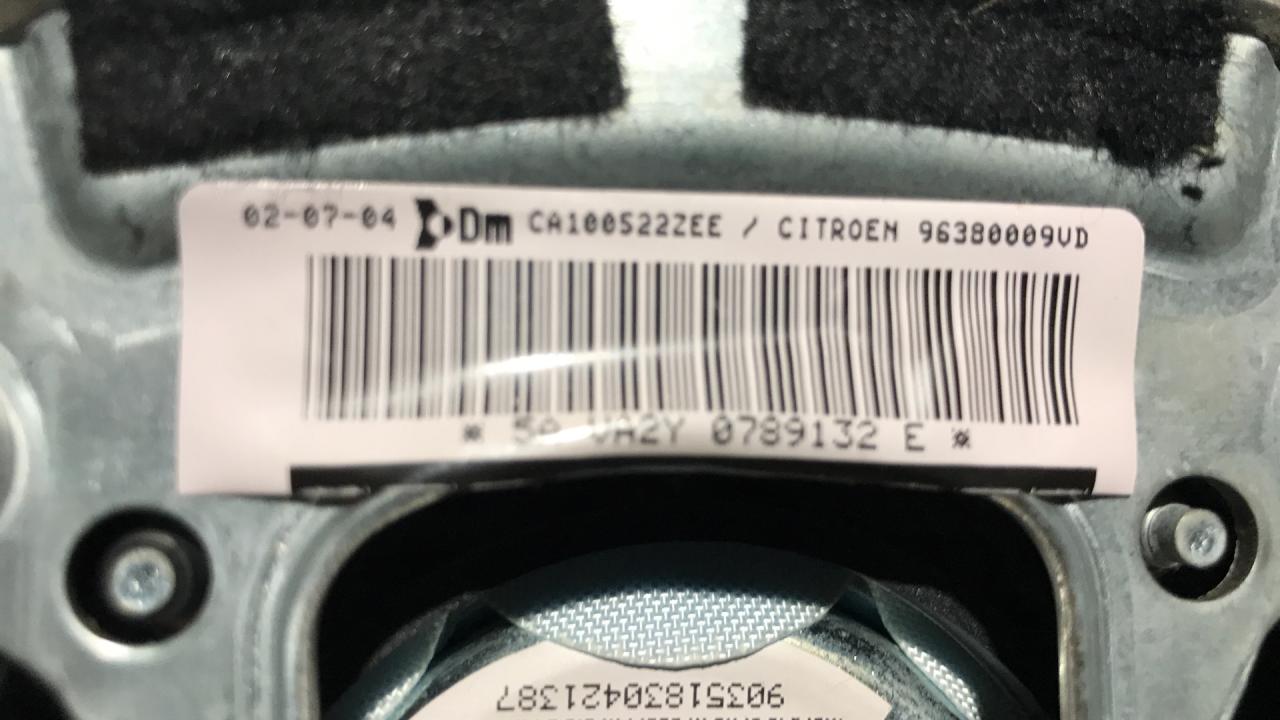 02-07-04 Dm CA100522ZEE / CITROEN 96380009VD
* 5A VA2Y 0789132 E *
90351830421387